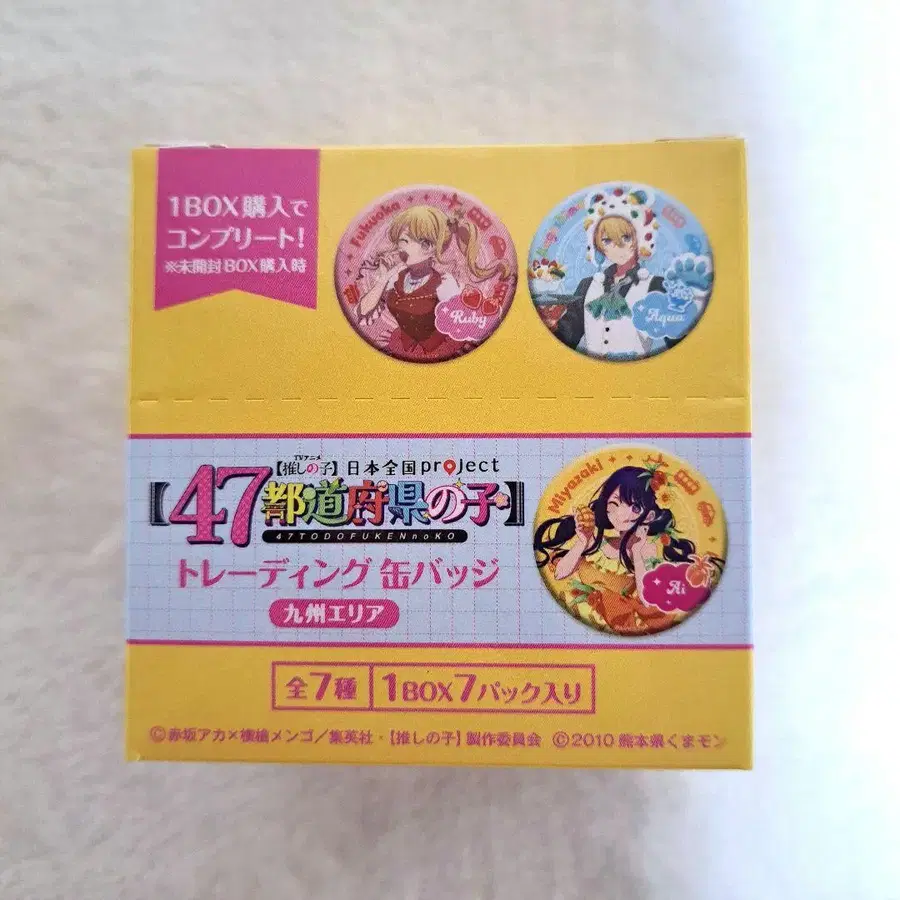 1BOX購入で
コンプリート!
※未開封BOX購入時
Fukuoka
Ruby
Aqua
TVアニメ
【推しの子】日本全国project
【47都道府県の子】
47TODOFUKENnoKO
トレーディング缶バッジ
九州エリア
Miyazaki
Ai
全7種 1BOX7パック入り
©赤坂アカ×横槍メンゴ/集英社・【推しの子】製作委員会 ©2010熊本県くまモン